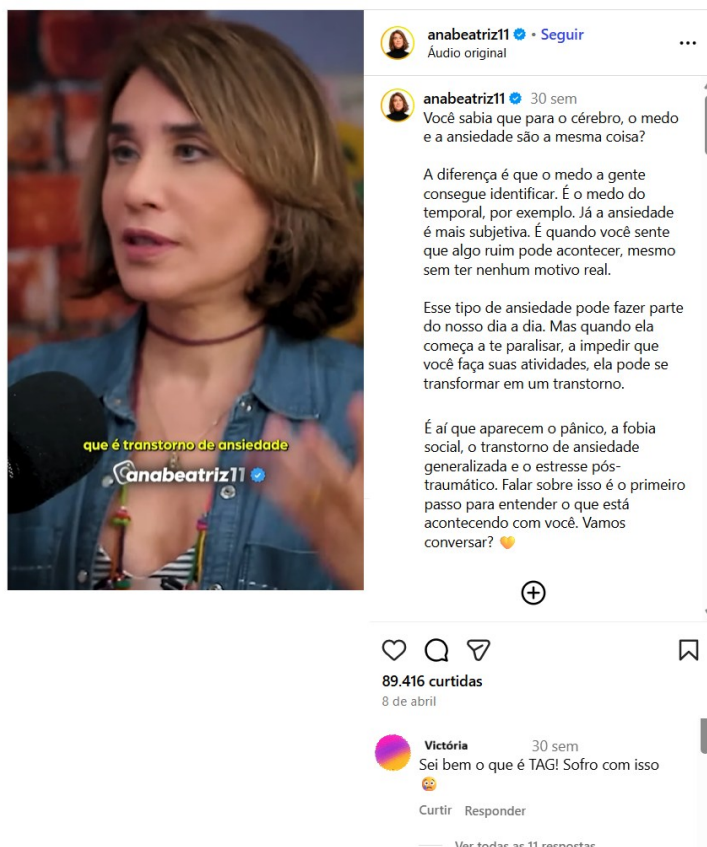 anabeatriz11 • Seguir
Áudio original
anabeatriz11 30 sem
Você sabia que para o cérebro, o medo
e a ansiedade são a mesma coisa?
A diferença é que o medo a gente
consegue identificar. É o medo do
temporal, por exemplo. Já a ansiedade
é mais subjetiva. É quando você sente
que algo ruim pode acontecer, mesmo
sem ter nenhum motivo real.
Esse tipo de ansiedade pode fazer parte
do nosso dia a dia. Mas quando ela
começa a te paralisar, a impedir que
você faça suas atividades, ela pode se
transformar em um transtorno.
É aí que aparecem o pânico, a fobia
social, o transtorno de ansiedade
generalizada e o estresse pós-
traumático. Falar sobre isso é o primeiro
passo para entender o que está
acontecendo com você. Vamos
conversar? 🧡
que é transtorno de ansiedade
@anabeatriz11
89.416 curtidas
8 de abril
Victória 30 sem
Sei bem o que é TAG! Sofro com isso
Curtir Responder
Ver todas as 11 respostas